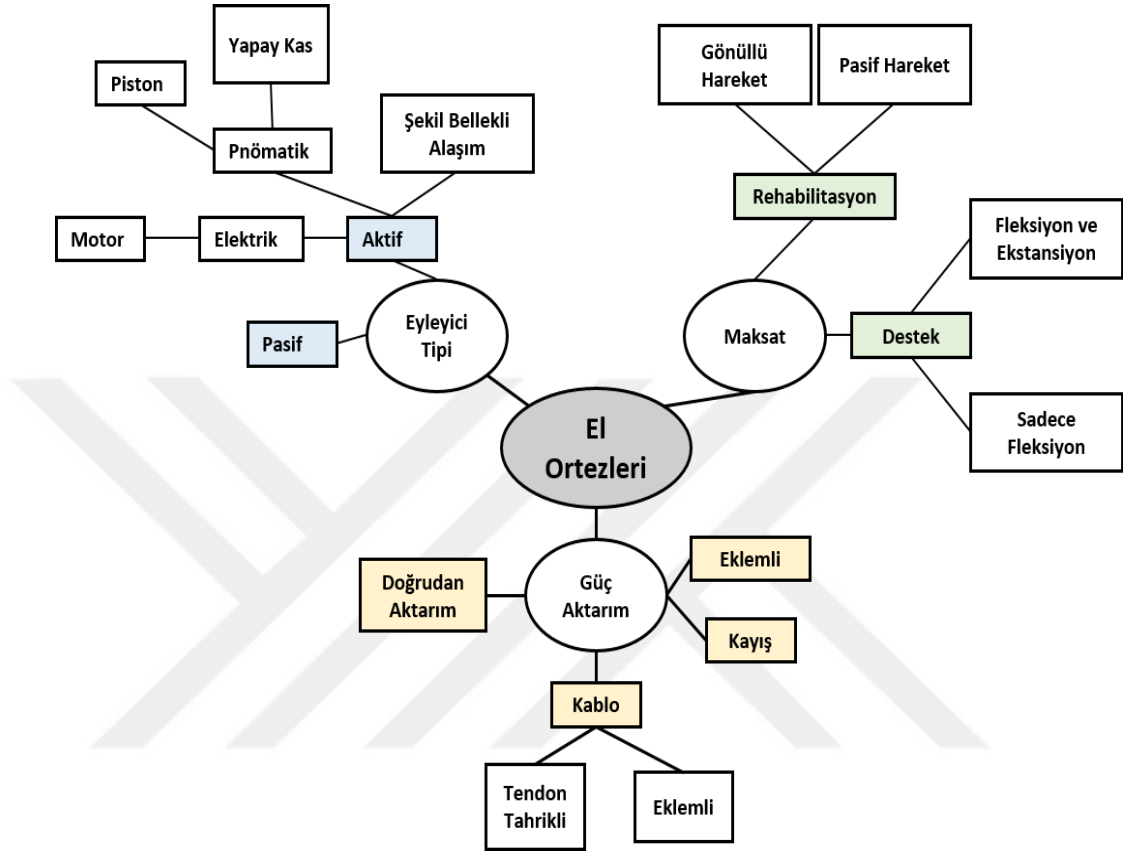 Yapay Kas
Piston
Pnömatik
Şekil Bellekli
Alaşım
Motor
Elektrik
Aktif
Pasif
Eyleyici
Tipi
Gönüllü
Hareket
Pasif Hareket
Rehabilitasyon
Maksat
Fleksiyon ve
Ekstansiyon
Destek
Sadece
Fleksiyon
El
Ortezleri
Güç
Aktarım
Doğrudan
Aktarım
Eklemli
Kayış
Kablo
Tendon
Tahrikli
Eklemli